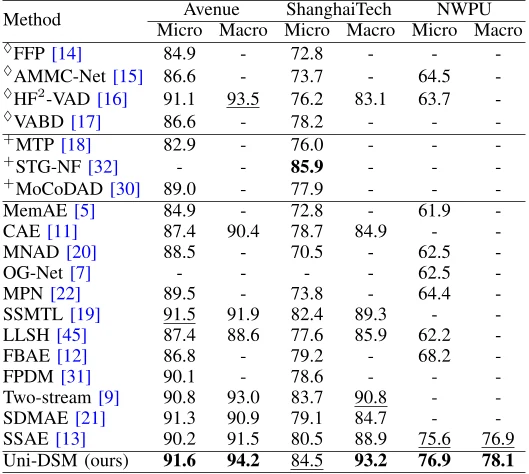 Method Avenue ShanghaiTech NWPU
Micro Macro Micro Macro Micro Macro
◊FFP [14] 84.9 - 72.8 - - -
◊AMMC-Net [15] 86.6 - 73.7 - 64.5 -
◊HF²-VAD [16] 91.1 93.5 76.2 83.1 63.7 -
◊VABD [17] 86.6 - 78.2 - - -
+MTP [18] 82.9 - 76.0 - - -
+STG-NF [32] - - 85.9 - - -
+MoCoDAD [30] 89.0 - 77.9 - - -
MemAE [5] 84.9 - 72.8 - 61.9 -
CAE [11] 87.4 90.4 78.7 84.9 - -
MNAD [20] 88.5 - 70.5 - 62.5 -
OG-Net [7] - - - - 62.5 -
MPN [22] 89.5 - 73.8 - 64.4 -
SSMTL [19] 91.5 91.9 82.4 89.3 - -
LLSH [45] 87.4 88.6 77.6 85.9 62.2 -
FBAE [12] 86.8 - 79.2 - 68.2 -
FPDM [31] 90.1 - 78.6 - - -
Two-stream [9] 90.8 93.0 83.7 90.8 - -
SDMAE [21] 91.3 90.9 79.1 84.7 - -
SSAE [13] 90.2 91.5 80.5 88.9 75.6 76.9
Uni-DSM (ours) 91.6 94.2 84.5 93.2 76.9 78.1